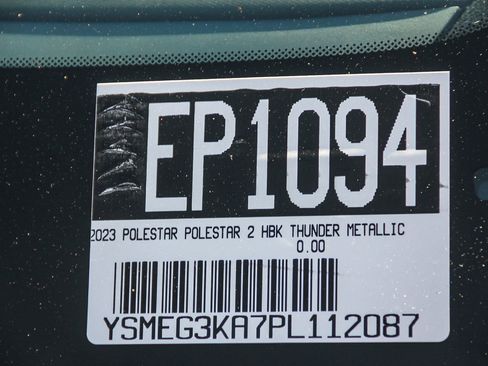 EP1094
2023 POLESTAR POLESTAR 2 HBK THUNDER METALLIC
0.00
YSMEG3KA7PL112087